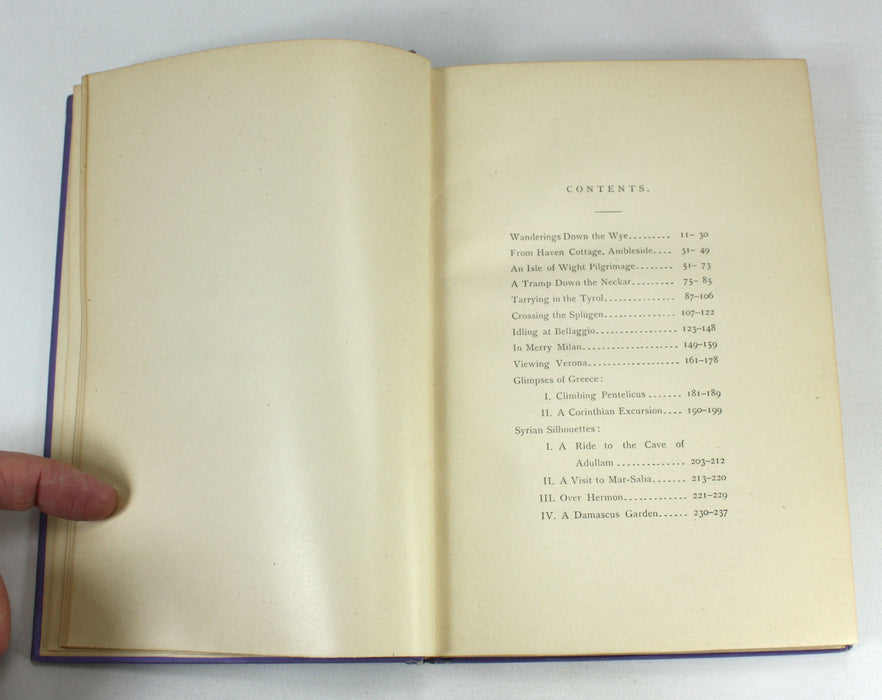 CONTENTS.
Wanderings Down the Wye......... 11– 30
From Haven Cottage, Ambleside.... 31– 49
An Isle of Wight Pilgrimage........ 51– 73
A Tramp Down the Neckar......... 75– 85
Tarrying in the Tyrol............... 87–106
Crossing the Splügen............... 107–122
Idling at Bellaggio................. 123–148
In Merry Milan.................... 149–159
Viewing Verona................... 161–178
Glimpses of Greece:
I. Climbing Pentelicus....... 181–189
II. A Corinthian Excursion.... 190–199
Syrian Silhouettes:
I. A Ride to the Cave of
Adullam.............. 203–212
II. A Visit to Mar-Saba....... 213–220
III. Over Hermon............. 221–229
IV. A Damascus Garden...... 230–237